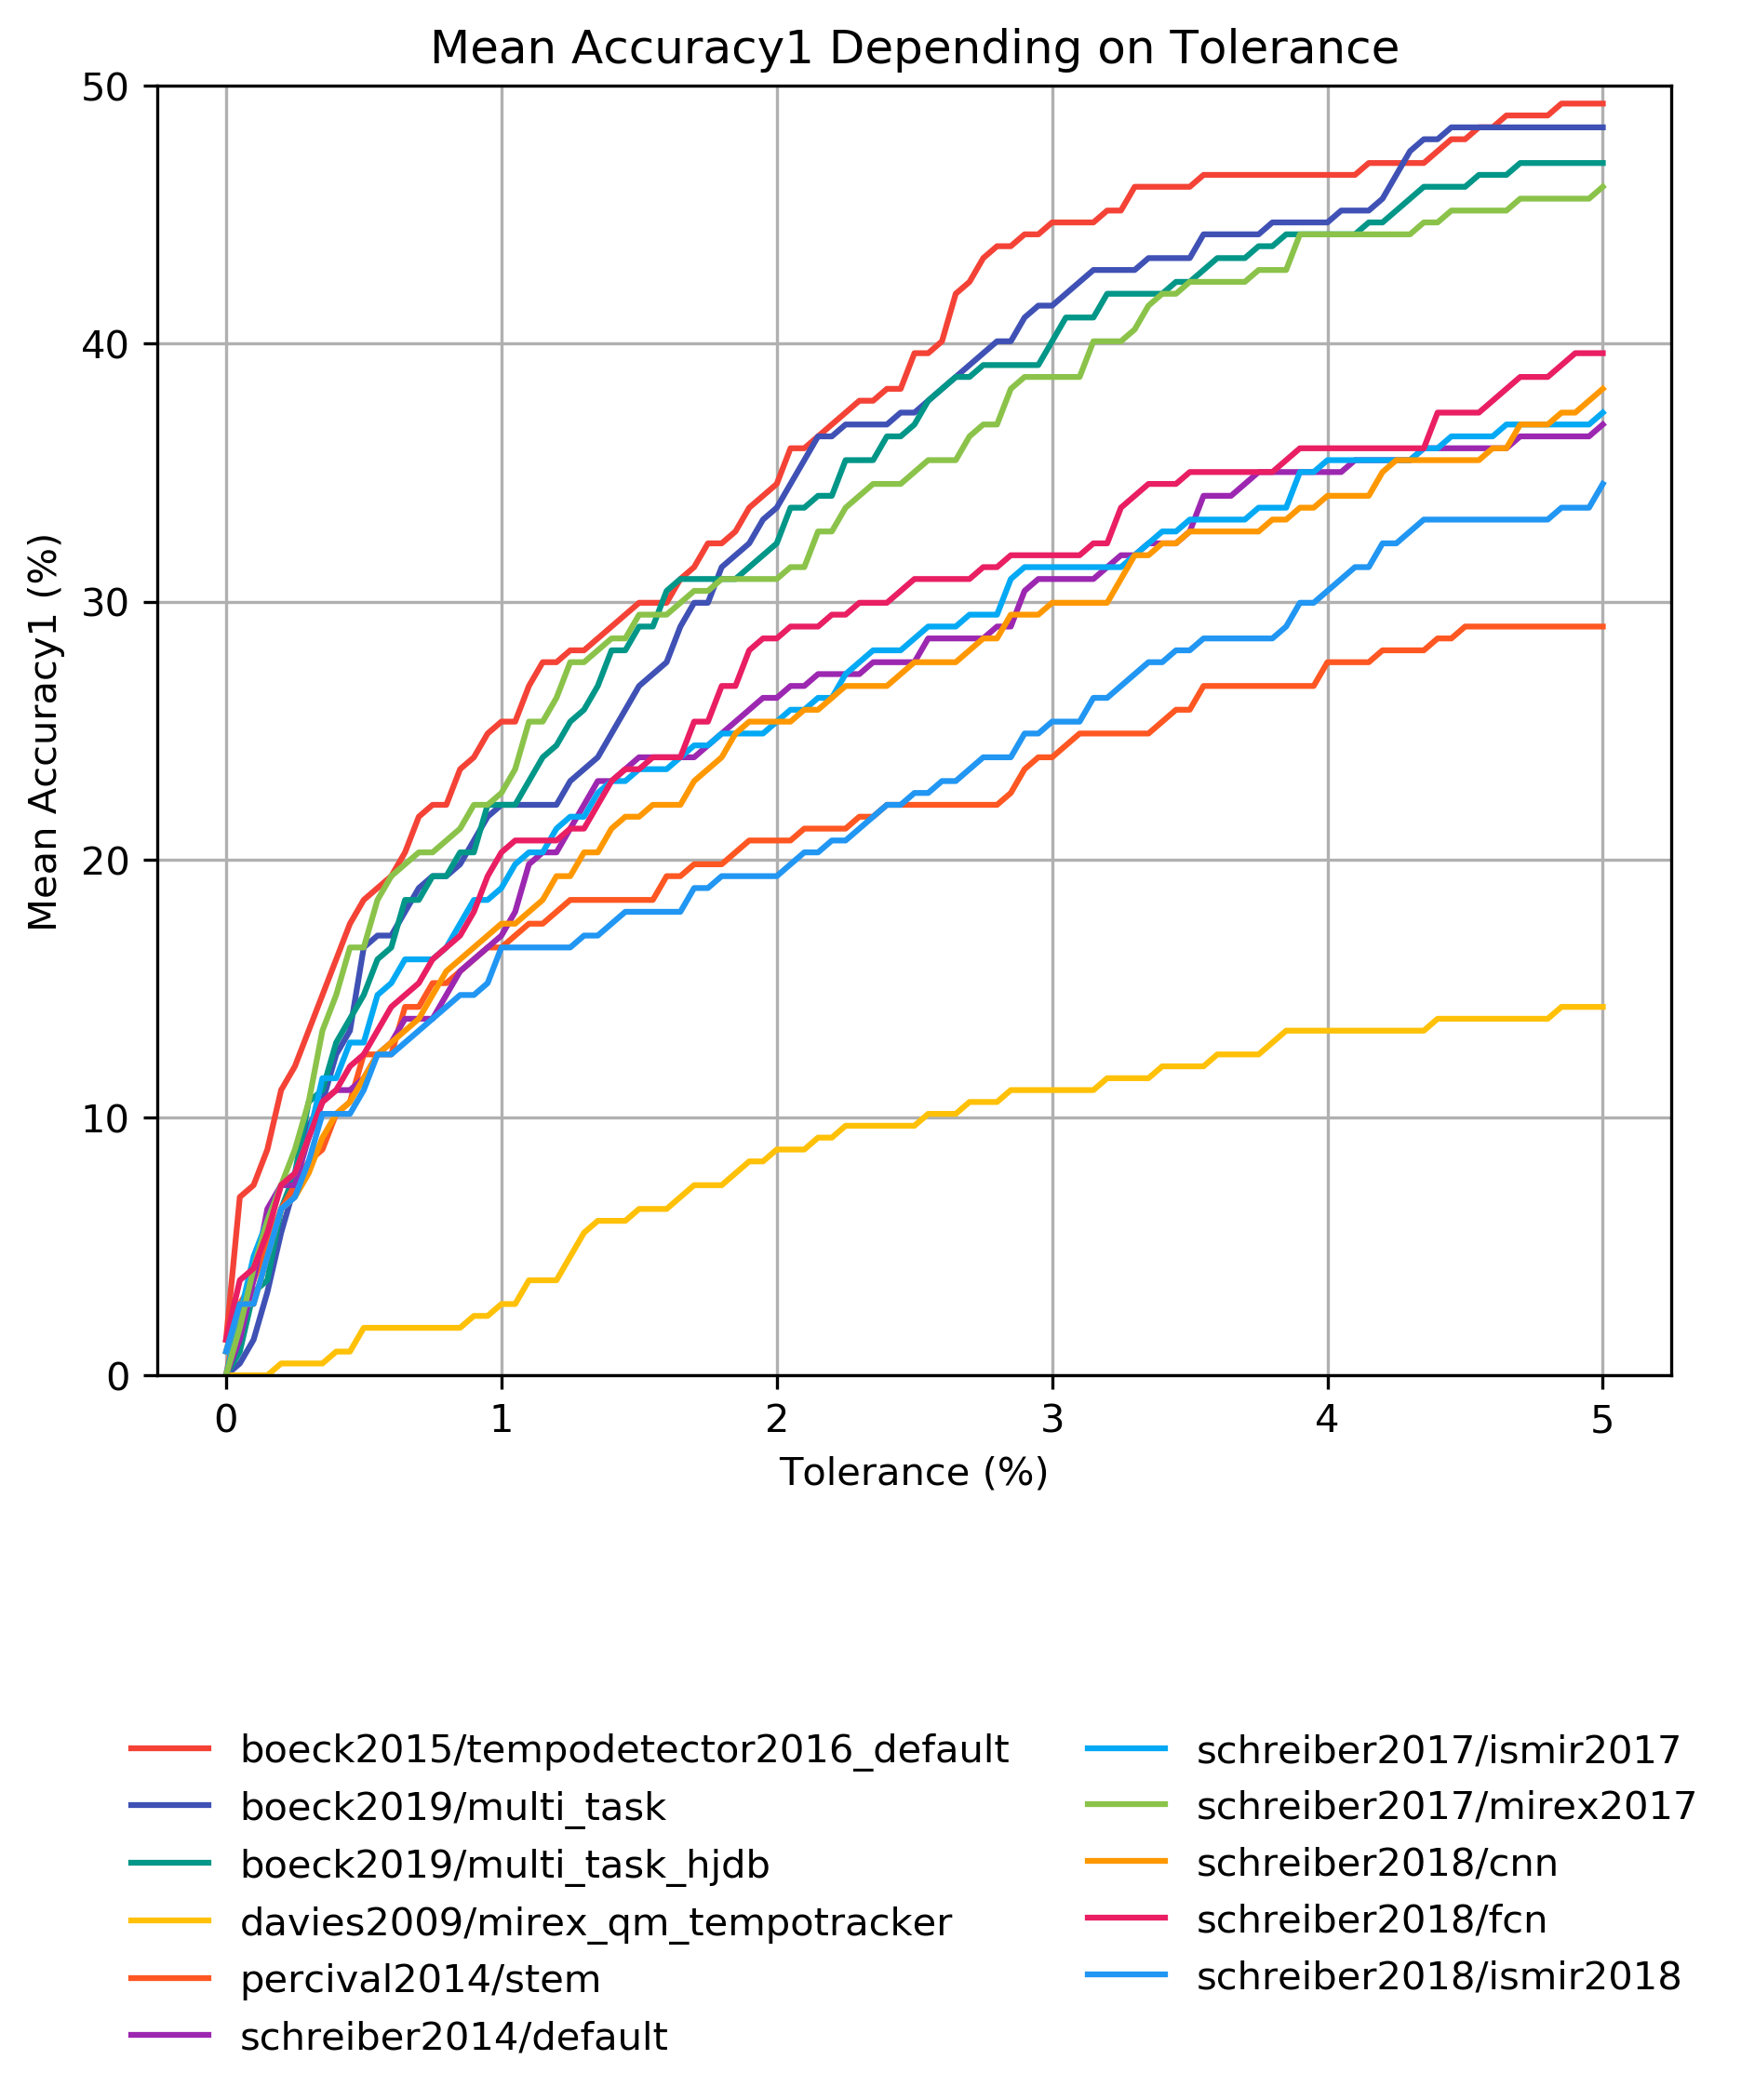 Mean Accuracy1 Depending on Tolerance
50
40
30
20
10
0
Mean Accuracy1 (%)
0 1 2 3 4 5
Tolerance (%)
boeck2015/tempodetector2016_default
boeck2019/multi_task
boeck2019/multi_task_hjdb
davies2009/mirex_qm_tempotracker
percival2014/stem
schreiber2014/default
schreiber2017/ismir2017
schreiber2017/mirex2017
schreiber2018/cnn
schreiber2018/fcn
schreiber2018/ismir2018